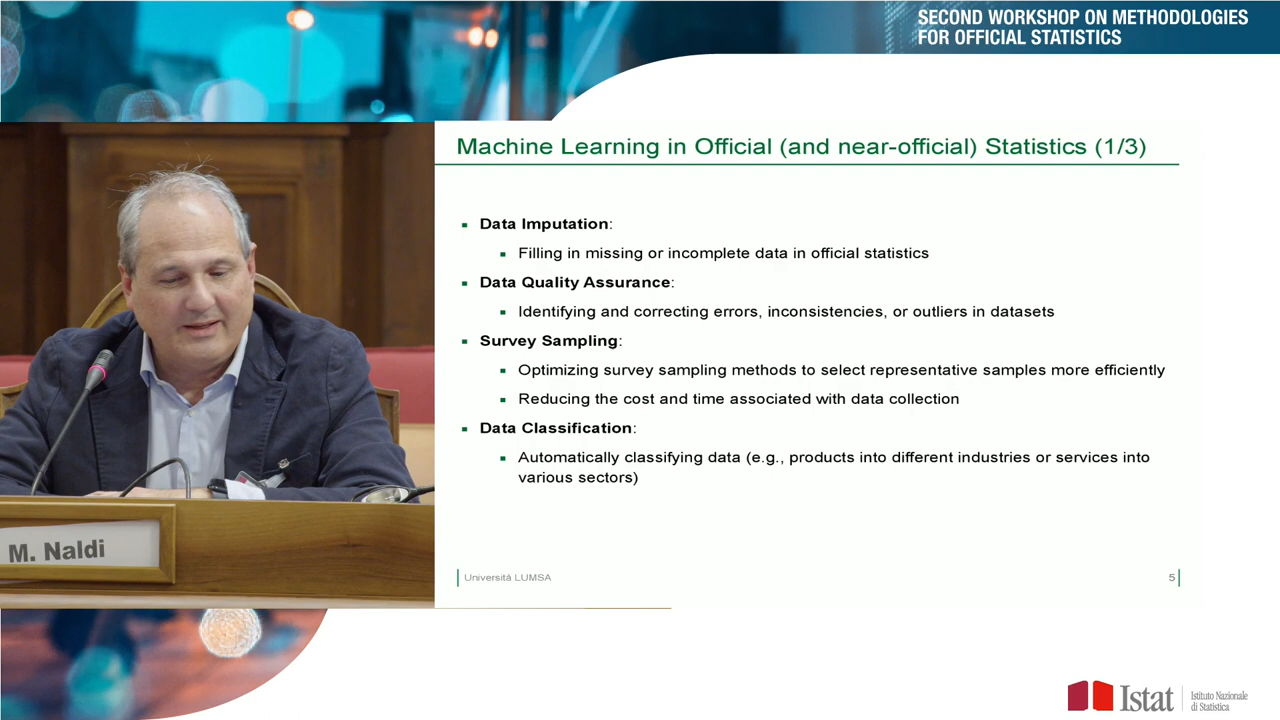 SECOND WORKSHOP ON METHODOLOGIES
FOR OFFICIAL STATISTICS
Machine Learning in Official (and near-official) Statistics (1/3)
Data Imputation:
Filling in missing or incomplete data in official statistics
Data Quality Assurance:
Identifying and correcting errors, inconsistencies, or outliers in datasets
Survey Sampling:
Optimizing survey sampling methods to select representative samples more efficiently
Reducing the cost and time associated with data collection
Data Classification:
Automatically classifying data (e.g., products into different industries or services into
various sectors)
M. Naldi
Università LUMSA
5
Istat
Istituto Nazionale
di Statistica